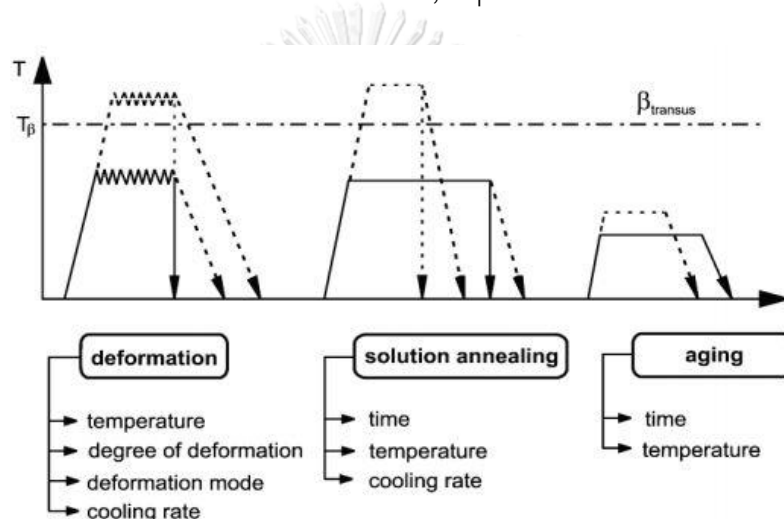 T
Tβ
βtransus
deformation
solution annealing
aging
temperature
degree of deformation
deformation mode
cooling rate
time
temperature
cooling rate
time
temperature